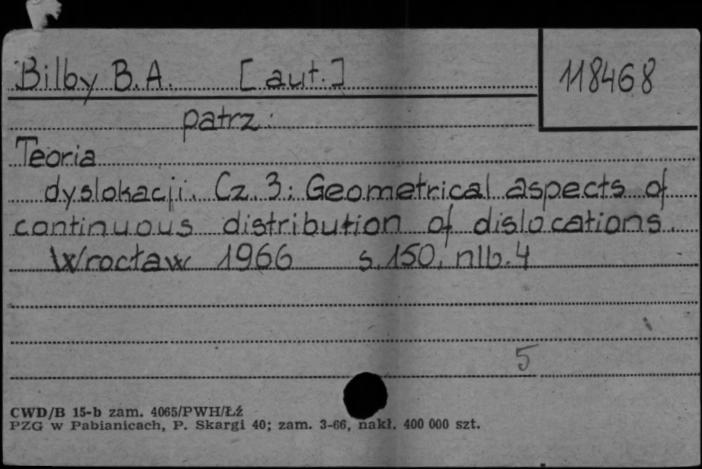 Bilby B.A. [aut.]
118468
patrz:
Teoria
dyslokacji. Cz. 3: Geometrical aspects of
continuous distribution of dislocations.
Wrocław 1966 s. 150, nlb. 4
5
CWD/B 15-b zam. 4065/PWH/Łź
PZG w Pabianicach, P. Skargi 40; zam. 3-66, nakł. 400 000 szt.